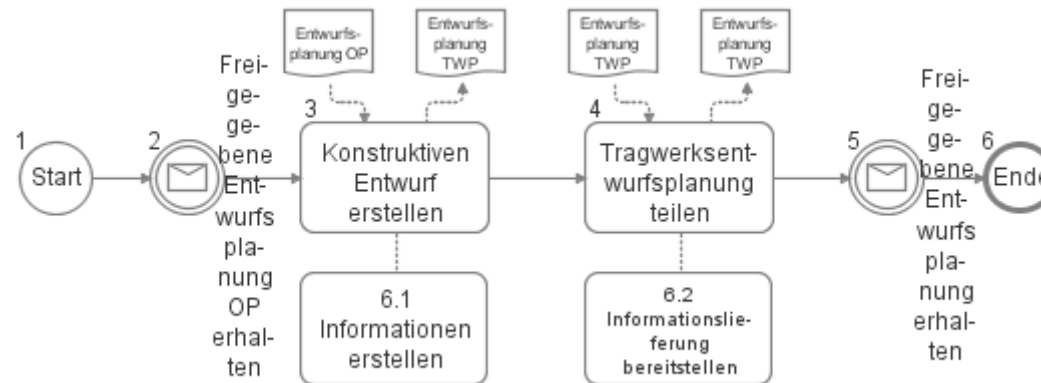 Entwurfs-
planung OP
Entwurfs-
planung
TWP
Entwurfs-
planung
TWP
Entwurfs-
planung
TWP
1
Start
2
Frei-
ge-
ge-
bene
Ent-
wurfs
pla-
nung
OP
erhal-
ten
3
Konstruktiven
Entwurf
erstellen
4
Tragwerksent-
wurfsplanung
teilen
5
Frei-
ge-
ge-
bene
Ent-
wurfs
pla-
nung
erhal-
ten
6
Ende
6.1
Informationen
erstellen
6.2
Informationslie-
ferung
bereitstellen